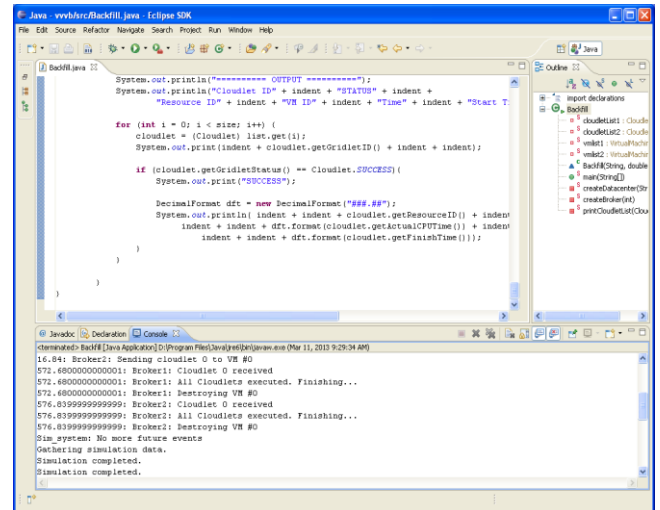 Java - vvvb/src/Backfill.java - Eclipse SDK
File Edit Source Refactor Navigate Search Project Run Window Help
Java
Backfill.java
System.out.println("========== OUTPUT ==========");
System.out.println("Cloudlet ID" + indent + "STATUS" + indent +
"Resource ID" + indent + "VM ID" + indent + "Time" + indent + "Start T
for (int i = 0; i < size; i++) {
cloudlet = (Cloudlet) list.get(i);
System.out.print(indent + cloudlet.getGridletID() + indent + indent);
if (cloudlet.getGridletStatus() == Cloudlet.SUCCESS){
System.out.print("SUCCESS");
DecimalFormat dft = new DecimalFormat("###.##");
System.out.println( indent + indent + cloudlet.getResourceID() + inden
indent + indent + dft.format(cloudlet.getActualCPUTime()) + inden
indent + indent + dft.format(cloudlet.getFinishTime()));
}
}
}
}
Outline
import declarations
Backfill
cloudletList1 : Cloudle
cloudletList2 : Cloudle
vmlist1 : VirtualMachin
vmlist2 : VirtualMachin
Backfill(String, double
main(String[])
createDatacenter(Str
createBroker(int)
printCloudletList(Clou
Javadoc Declaration Console
<terminated> Backfill [Java Application] D:\Program Files\Java\jre6\bin\javaw.exe (Mar 11, 2013 9:29:34 AM)
16.84: Broker2: Sending cloudlet 0 to VM #0
572.6800000000001: Broker1: Cloudlet 0 received
572.6800000000001: Broker1: All Cloudlets executed. Finishing...
572.6800000000001: Broker1: Destroying VM #0
576.8399999999999: Broker2: Cloudlet 0 received
576.8399999999999: Broker2: All Cloudlets executed. Finishing...
576.8399999999999: Broker2: Destroying VM #0
Sim_system: No more future events
Gathering simulation data.
Simulation completed.
Simulation completed.